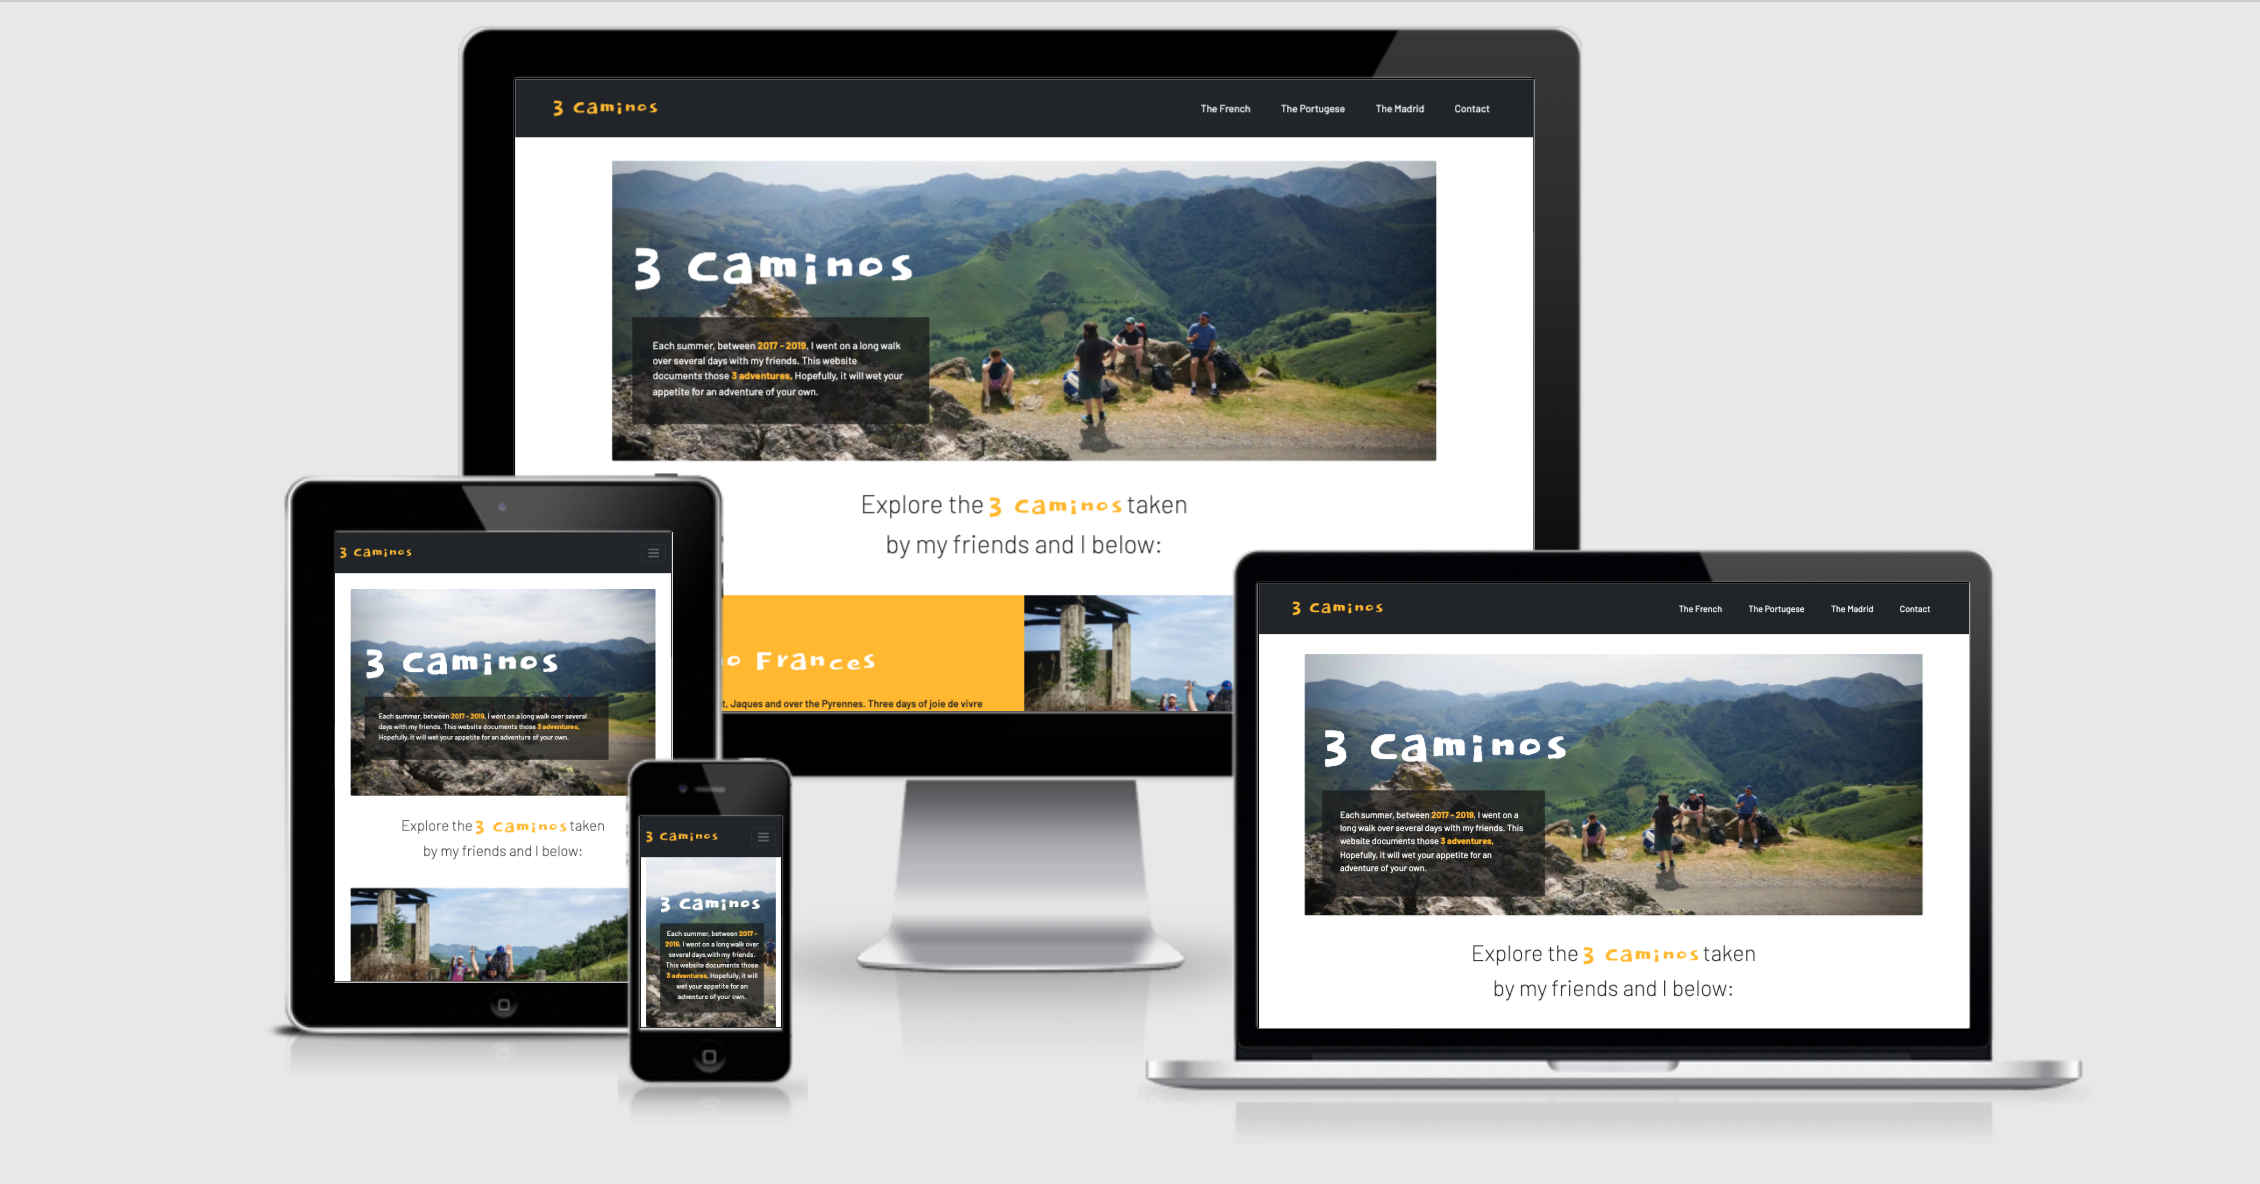 3 Caminos
The French The Portugese The Madrid Contact
3 Caminos
Each summer, between 2017 - 2019, I went on a long walk
over several days with my friends. This website
documents those 3 adventures, Hopefully, it will wet your
appetite for an adventure of your own.
Explore the 3 Caminos taken
by my friends and I below:
Frances
Jaques and over the Pyrennes. Three days of joie de vivre
3 Caminos
3 Caminos
Each summer, between 2017 - 2019, I went on a long walk over several
days with my friends. This website documents those 3 adventures,
Hopefully, it will wet your appetite for an adventure of your own.
Explore the 3 Caminos taken
by my friends and I below:
3 Caminos
3 Caminos
Each summer, between 2017 -
2019, I went on a long walk over
several days with my friends.
This website documents those
3 adventures, Hopefully, it will
wet your appetite for an
adventure of your own.
3 Caminos
The French The Portugese The Madrid Contact
3 Caminos
Each summer, between 2017 - 2019, I went on a
long walk over several days with my friends. This
website documents those 3 adventures,
Hopefully, it will wet your appetite for an
adventure of your own.
Explore the 3 Caminos taken
by my friends and I below: